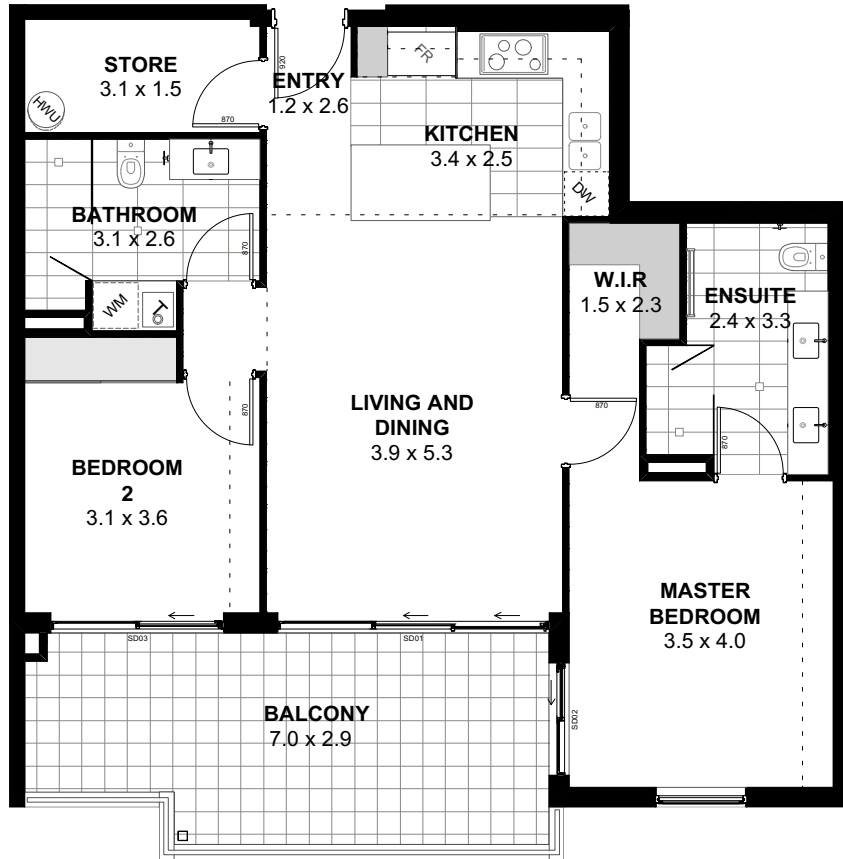 STORE
3.1 x 1.5
HWU
870
920
ENTRY
1.2 x 2.6
FR
KITCHEN
3.4 x 2.5
DW
BATHROOM
3.1 x 2.6
870
WM
LT
W.I.R
1.5 x 2.3
ENSUITE
2.4 x 3.3
870
870
870
LIVING AND
DINING
3.9 x 5.3
BEDROOM
2
3.1 x 3.6
MASTER
BEDROOM
3.5 x 4.0
SD03
SD01
SD02
BALCONY
7.0 x 2.9